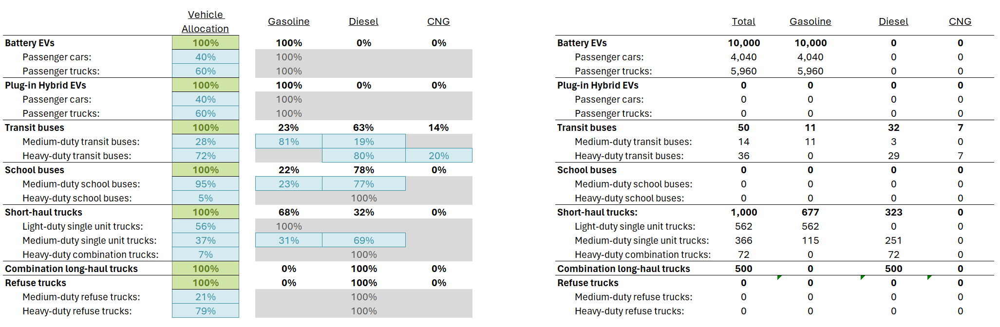 Vehicle
Allocation Gasoline Diesel CNG Total Gasoline Diesel CNG
Battery EVs 100% 100% 0% 0% Battery EVs 10,000 10,000 0 0
Passenger cars: 40% 100% Passenger cars: 4,040 4,040 0 0
Passenger trucks: 60% 100% Passenger trucks: 5,960 5,960 0 0
Plug-in Hybrid EVs 100% 100% 0% 0% Plug-in Hybrid EVs 0 0 0 0
Passenger cars: 40% 100% Passenger cars: 0 0 0 0
Passenger trucks: 60% 100% Passenger trucks: 0 0 0 0
Transit buses 100% 23% 63% 14% Transit buses 50 11 32 7
Medium-duty transit buses: 28% 81% 19% Medium-duty transit buses: 14 11 3 0
Heavy-duty transit buses: 72% 80% 20% Heavy-duty transit buses: 36 0 29 7
School buses 100% 22% 78% 0% School buses 0 0 0 0
Medium-duty school buses: 95% 23% 77% Medium-duty school buses: 0 0 0 0
Heavy-duty school buses: 5% 100% Heavy-duty school buses: 0 0 0 0
Short-haul trucks 100% 68% 32% 0% Short-haul trucks: 1,000 677 323 0
Light-duty single unit trucks: 56% 100% Light-duty single unit trucks: 562 562 0 0
Medium-duty single unit trucks: 37% 31% 69% Medium-duty single unit trucks: 366 115 251 0
Heavy-duty combination trucks: 7% 100% Heavy-duty combination trucks: 72 0 72 0
Combination long-haul trucks 100% 0% 100% 0% Combination long-haul trucks 500 0 500 0
Refuse trucks 100% 0% 100% 0% Refuse trucks 0 0 0 0
Medium-duty refuse trucks: 21% 100% Medium-duty refuse trucks: 0 0 0 0
Heavy-duty refuse trucks: 79% 100% Heavy-duty refuse trucks: 0 0 0 0